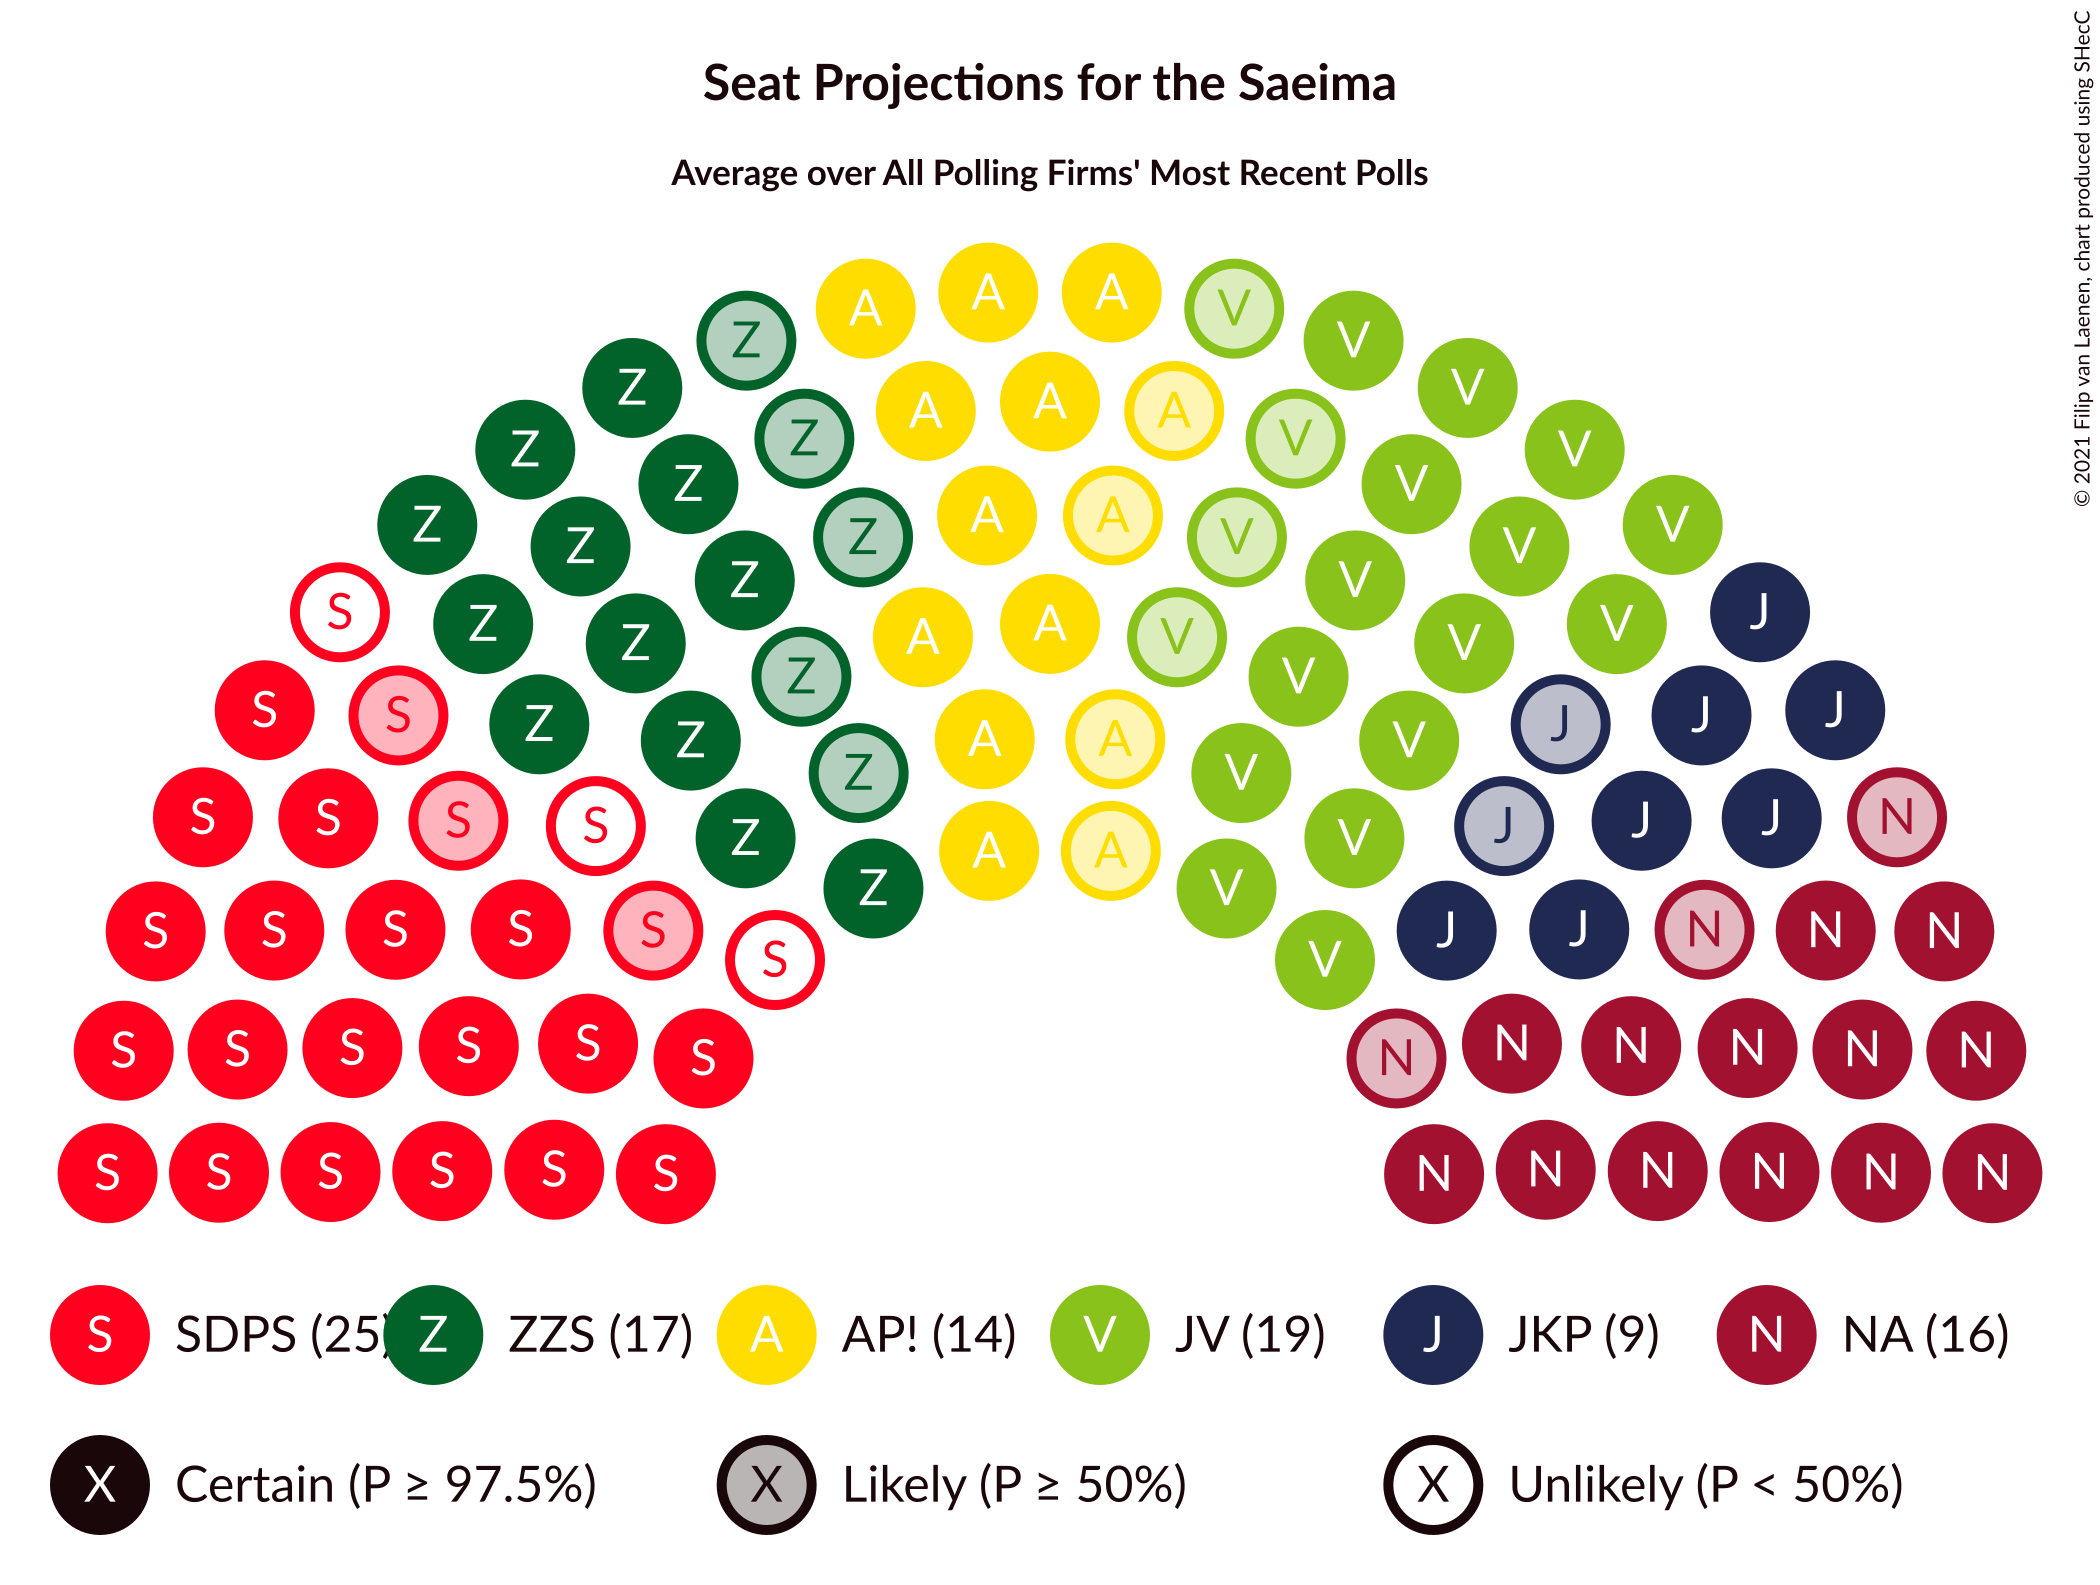 Seat Projections for the Saeima
Average over All Polling Firms' Most Recent Polls
© 2021 Filip van Laenen, chart produced using SHecC
A A A V
Z V
Z A A A V V
Z Z Z A A V V V
Z Z Z V V V V
S Z Z Z A A V V V V J
S S Z Z Z A A V V V J J J
S S S S Z Z A A V V J J J N
S S S S S S V J J N N N
S S S S S S N N N N N N
S S S S S S N N N N N N
S SDPS (25) Z ZZS (17) A AP! (14) V JV (19) J JKP (9) N NA (16)
X Certain (P ≥ 97.5%) X Likely (P ≥ 50%) X Unlikely (P < 50%)